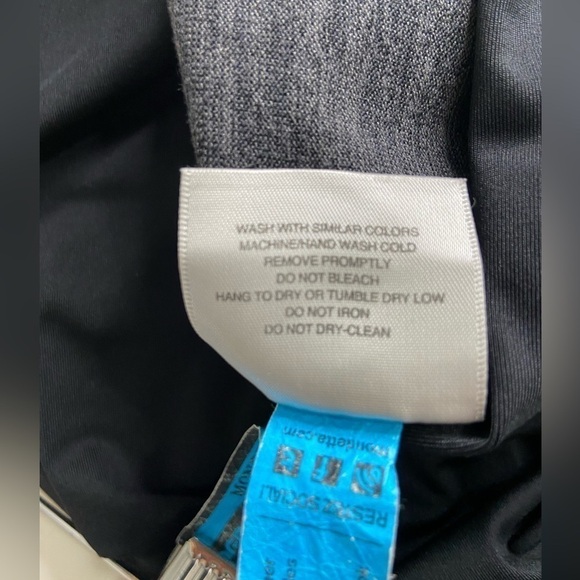 WASH WITH SIMILAR COLORS
MACHINE/HAND WASH COLD
REMOVE PROMPTLY
DO NOT BLEACH
HANG TO DRY OR TUMBLE DRY LOW
DO NOT IRON
DO NOT DRY-CLEAN